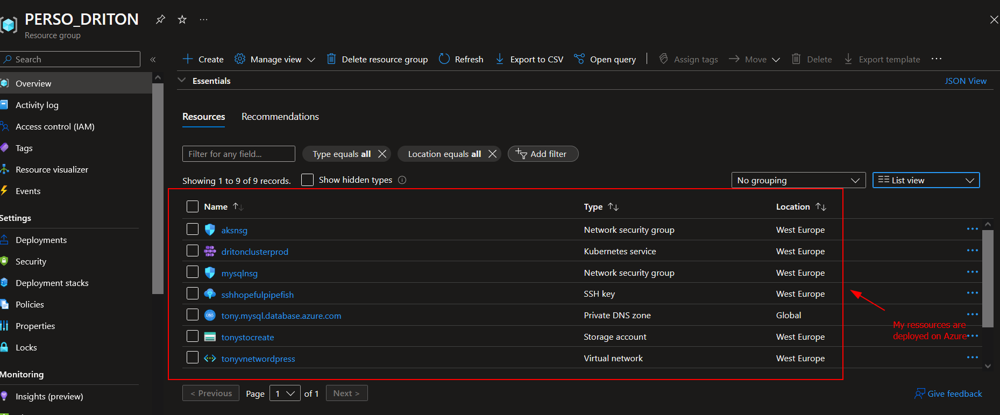 PERSO_DRITON
Resource group
Search
Create
Manage view
Delete resource group
Refresh
Export to CSV
Open query
Assign tags
Move
Delete
Export template
Essentials
JSON View
Overview
Activity log
Access control (IAM)
Tags
Resource visualizer
Events
Settings
Deployments
Security
Deployment stacks
Policies
Properties
Locks
Monitoring
Insights (preview)
Resources Recommendations
Filter for any field...
Type equals all
Location equals all
Add filter
Showing 1 to 9 of 9 records.
Show hidden types
No grouping
List view
Name Type Location
aksnsg Network security group West Europe
dritonclusterprod Kubernetes service West Europe
mysqlnsg Network security group West Europe
sshhopefulpipefish SSH key West Europe
DNS tony.mysql.database.azure.com Private DNS zone Global
tonystocreate Storage account West Europe
tonyvnetwordpress Virtual network West Europe
My ressources are
deployed on Azure
< Previous Page 1 of 1 Next >
Give feedback